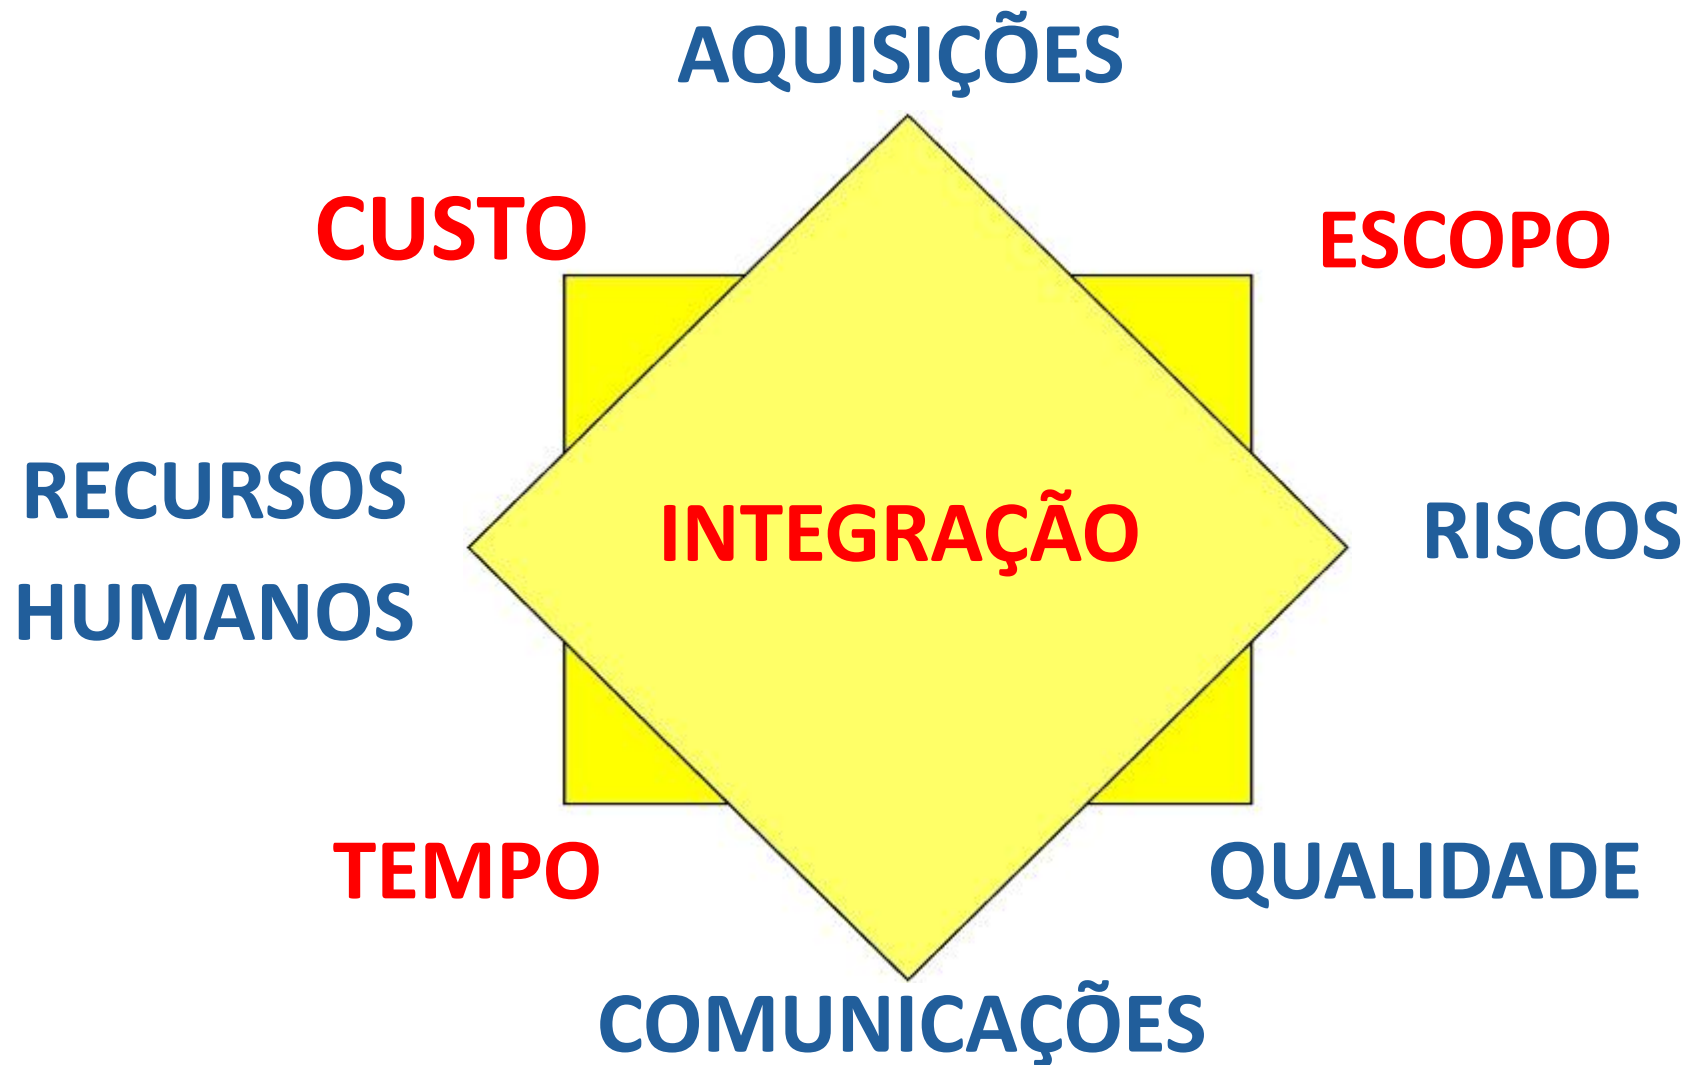 AQUISIÇÕES
CUSTO
ESCOPO
RECURSOS
HUMANOS
INTEGRAÇÃO
RISCOS
TEMPO
QUALIDADE
COMUNICAÇÕES